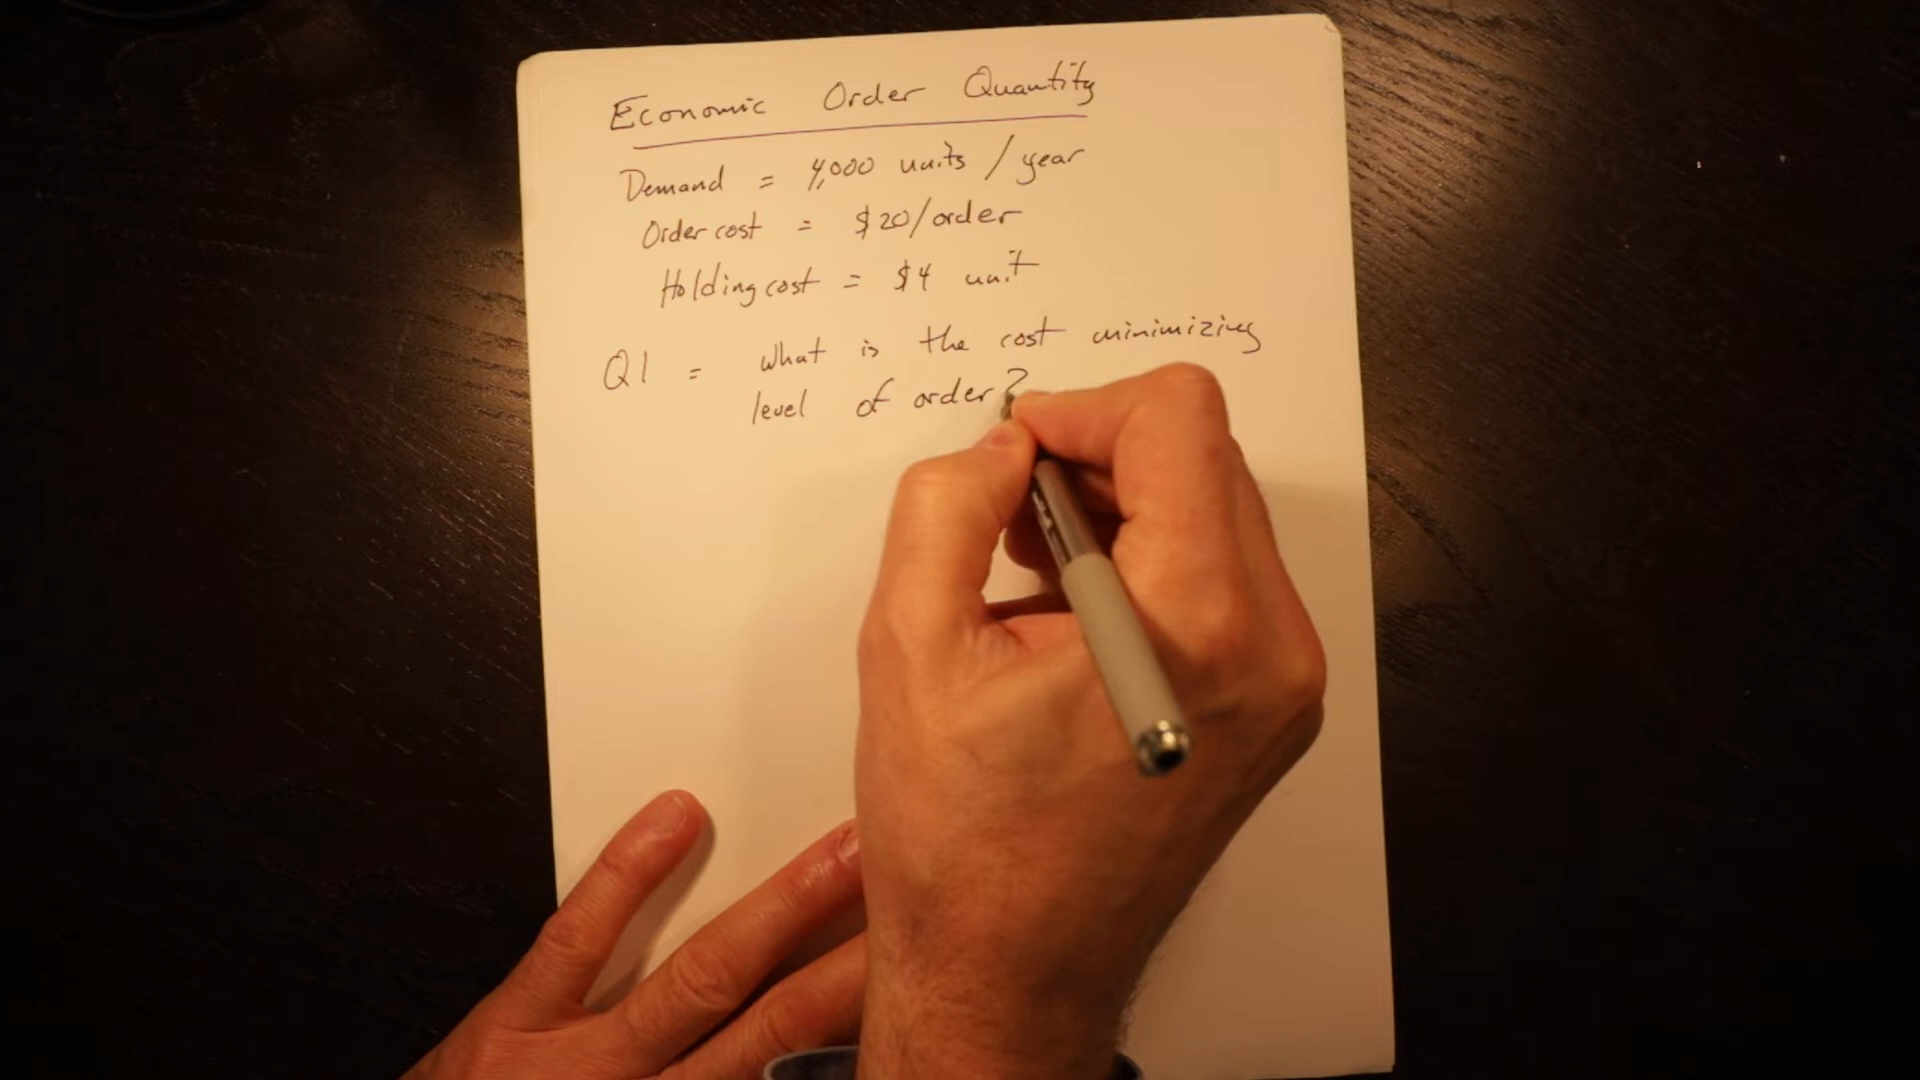 Economic Order Quantity
Demand = 4,000 units / year
Order cost = $20/order
Holding cost = $4 unit
Q1 = What is the cost minimizing
level of order?